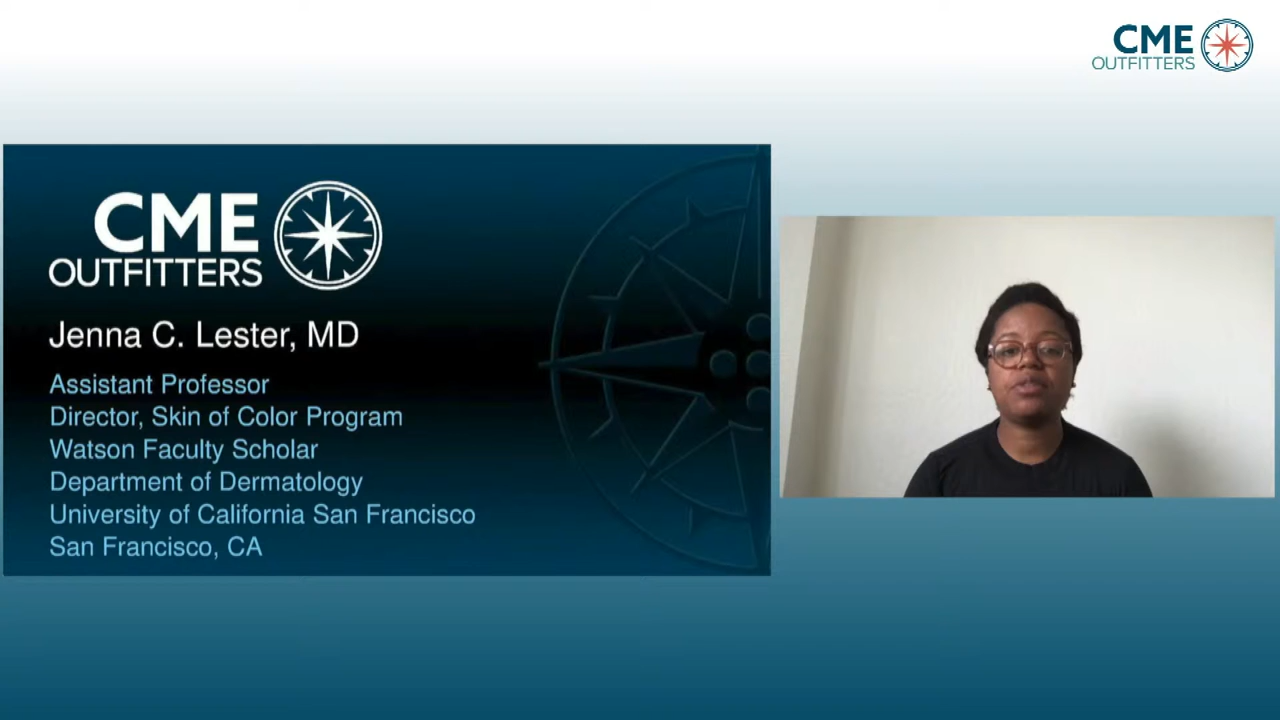 CME
OUTFITTERS
CME
OUTFITTERS
Jenna C. Lester, MD
Assistant Professor
Director, Skin of Color Program
Watson Faculty Scholar
Department of Dermatology
University of California San Francisco
San Francisco, CA